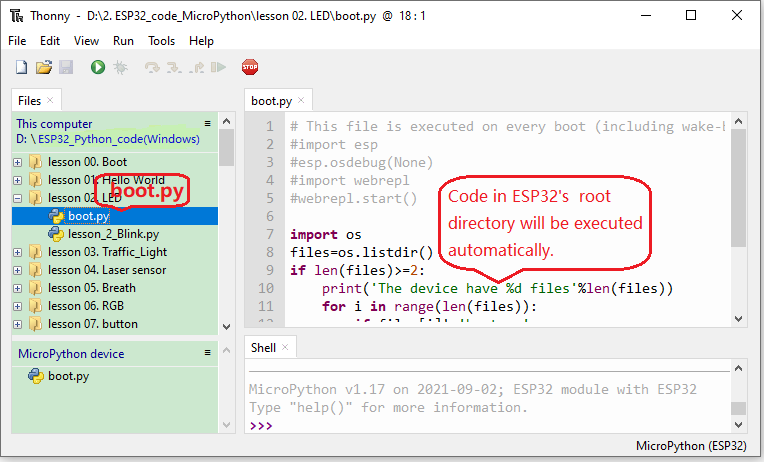 Thonny - D:\2. ESP32_code_MicroPython\lesson 02. LED\boot.py @ 18 : 1
File Edit View Run Tools Help
STOP
Files
This computer
D: \ ESP32_Python_code(Windows)
lesson 00. Boot
lesson 01. Hello World
lesson 02. LED
boot.py
boot.py
lesson_2_Blink.py
lesson 03. Traffic_Light
lesson 04. Laser sensor
lesson 05. Breath
lesson 06. RGB
lesson 07. button
MicroPython device
boot.py
boot.py
1 # This file is executed on every boot (including wake-
2 #import esp
3 #esp.osdebug(None)
4 #import webrepl
5 #webrepl.start()
6
7 import os
8 files=os.listdir()
9 if len(files)>=2:
10 print('The device have %d files'%len(files))
11 for i in range(len(files)):
Code in ESP32's root
directory will be executed
automatically.
Shell
MicroPython v1.17 on 2021-09-02; ESP32 module with ESP32
Type "help()" for more information.
>>>
MicroPython (ESP32)